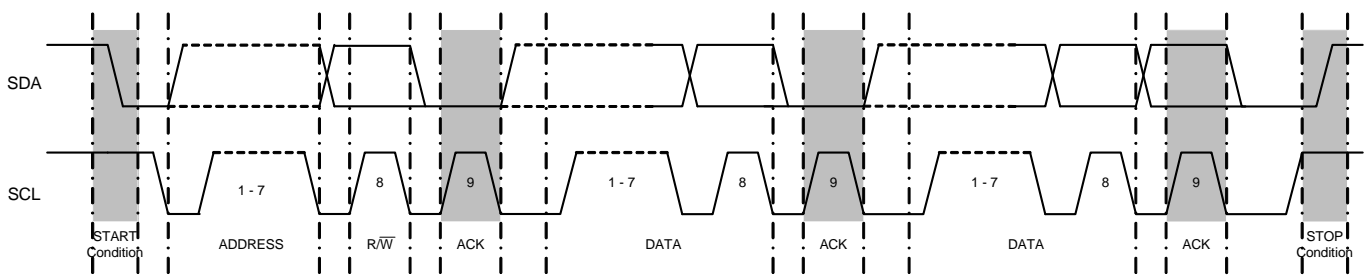 SDA
SCL
1 - 7
8
9
1 - 7
8
9
1 - 7
8
9
START
Condition
ADDRESS
R/W̅
ACK
DATA
ACK
DATA
ACK
STOP
Condition